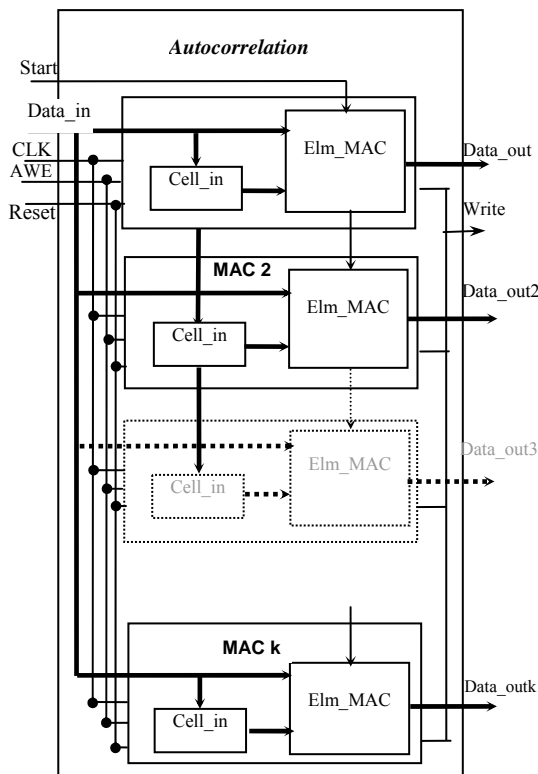 Autocorrelation
Start
Data_in
Elm_MAC
Data_out
CLK
AWE
Cell_in
Reset
Write
MAC 2
Elm_MAC
Data_out2
Cell_in
Data_out3
Elm_MAC
Cell_in
MAC k
Elm_MAC
Data_outk
Cell_in